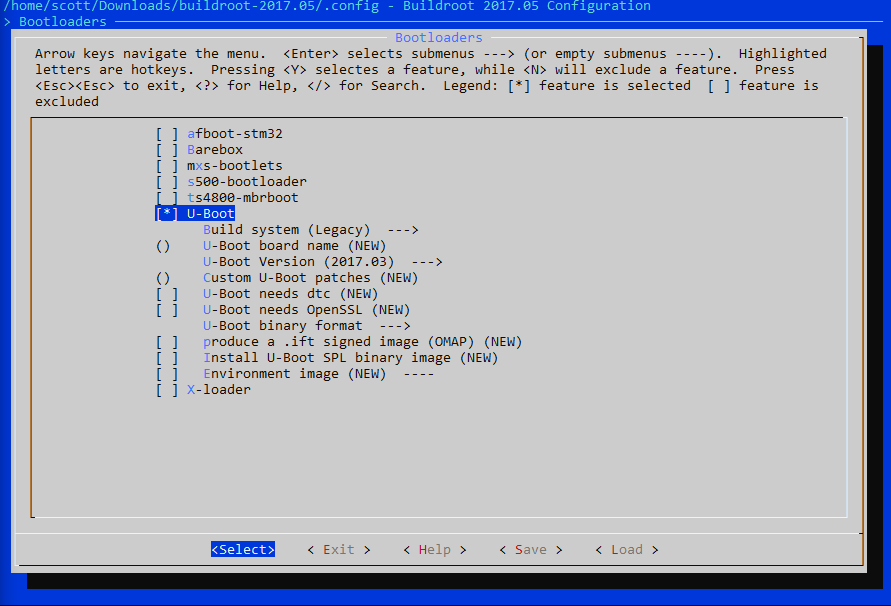 /home/scott/Downloads/buildroot-2017.05/.config - Buildroot 2017.05 Configuration
> Bootloaders
Bootloaders
Arrow keys navigate the menu. <Enter> selects submenus ---> (or empty submenus ----). Highlighted
letters are hotkeys. Pressing <Y> selectes a feature, while <N> will exclude a feature. Press
<Esc><Esc> to exit, <?> for Help, </> for Search. Legend: [*] feature is selected [ ] feature is
excluded
[ ] afboot-stm32
[ ] Barebox
[ ] mxs-bootlets
[ ] s500-bootloader
[ ] ts4800-mbrboot
[*] U-Boot
Build system (Legacy) --->
() U-Boot board name (NEW)
U-Boot Version (2017.03) --->
() Custom U-Boot patches (NEW)
[ ] U-Boot needs dtc (NEW)
[ ] U-Boot needs OpenSSL (NEW)
U-Boot binary format --->
[ ] produce a .ift signed image (OMAP) (NEW)
[ ] Install U-Boot SPL binary image (NEW)
[ ] Environment image (NEW) ----
[ ] X-loader
<Select> < Exit > < Help > < Save > < Load >